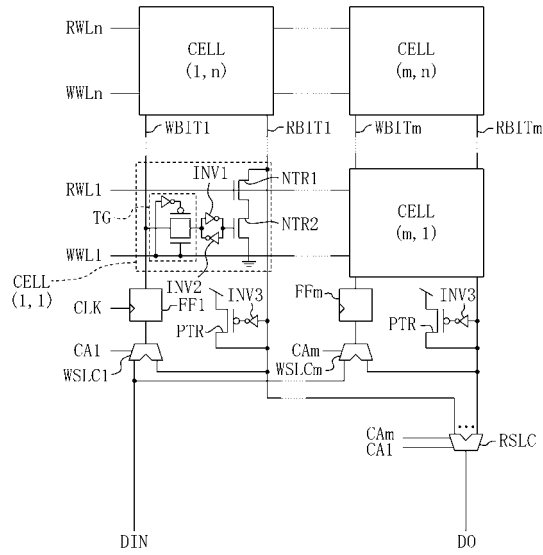 RWLn
CELL
(1,n)
CELL
(m,n)
WWLn
WBIT1
RBIT1
WBITm
RBITm
INV1
RWL1
NTR1
TG
NTR2
CELL
(m,1)
WWL1
CELL
(1,1)
INV2
FFm
INV3
INV3
CLK
FF1
PTR
PTR
CA1
CAm
WSLC1
WSLCm
CAm
CA1
RSLC
DIN
DO